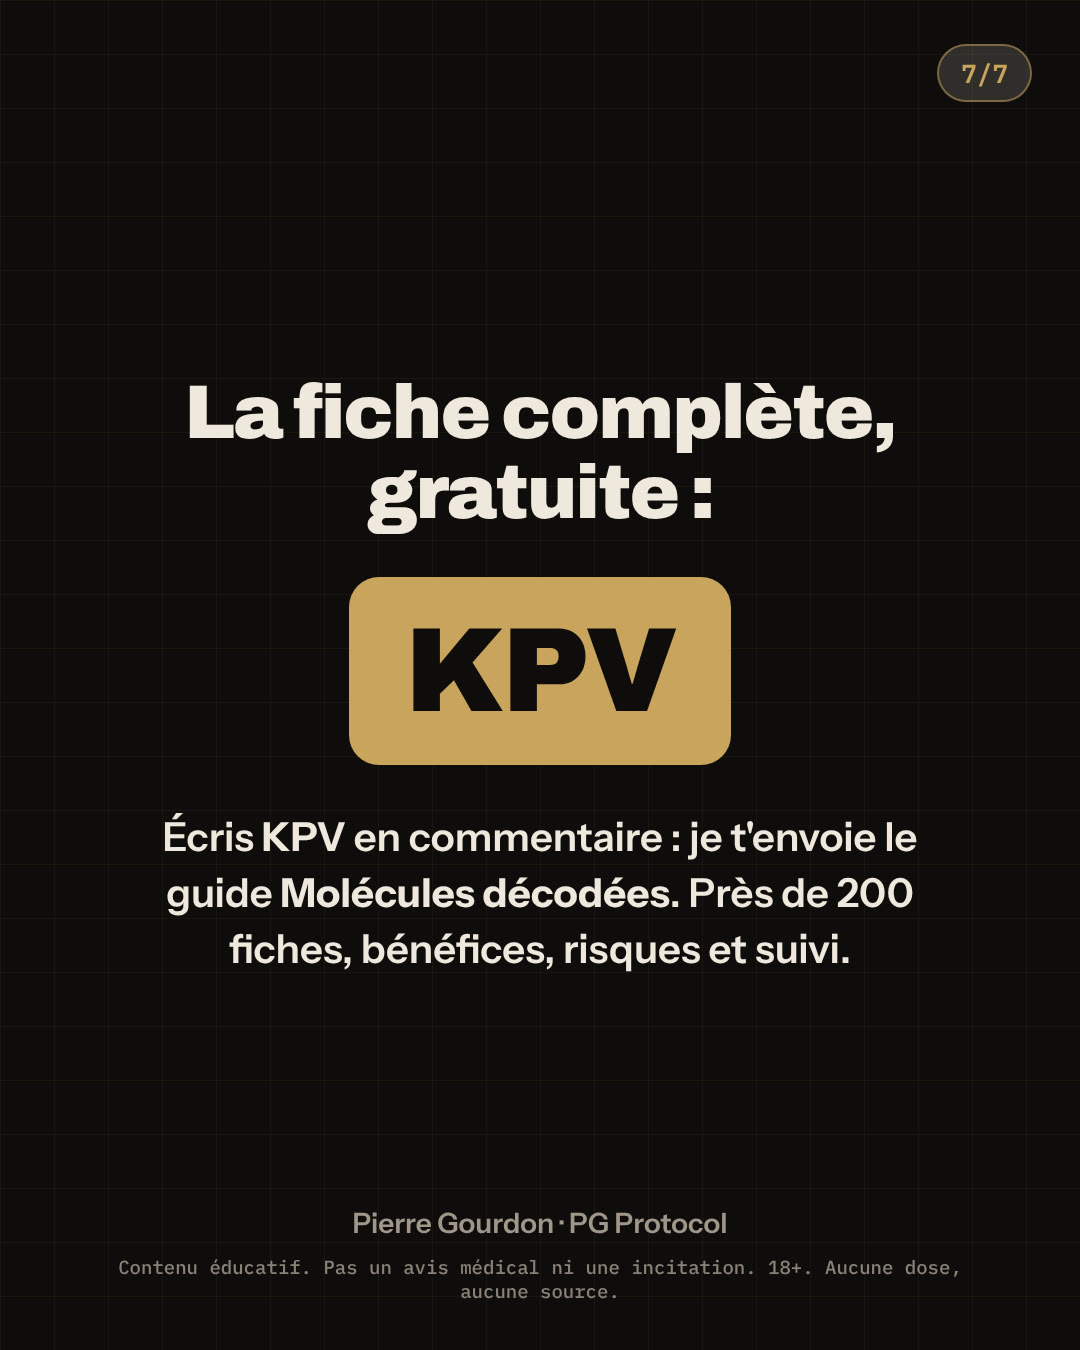 7/7
La fiche complète,
gratuite :
KPV
Écris KPV en commentaire : je t'envoie le
guide Molécules décodées. Près de 200
fiches, bénéfices, risques et suivi.
Pierre Gourdon · PG Protocol
Contenu éducatif. Pas un avis médical ni une incitation. 18+. Aucune dose,
aucune source.